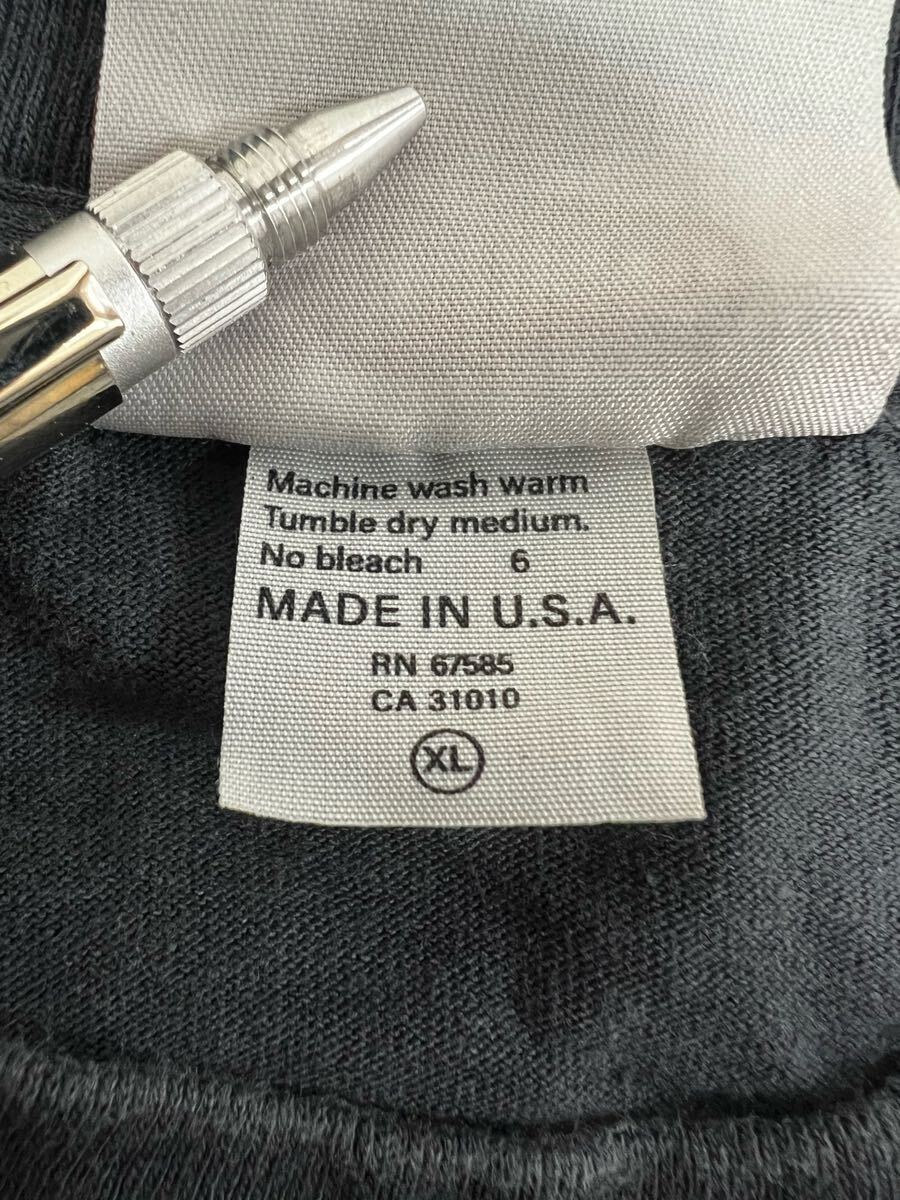 Machine wash warm
Tumble dry medium.
No bleach 6
MADE IN U.S.A.
RN 67585
CA 31010
XL